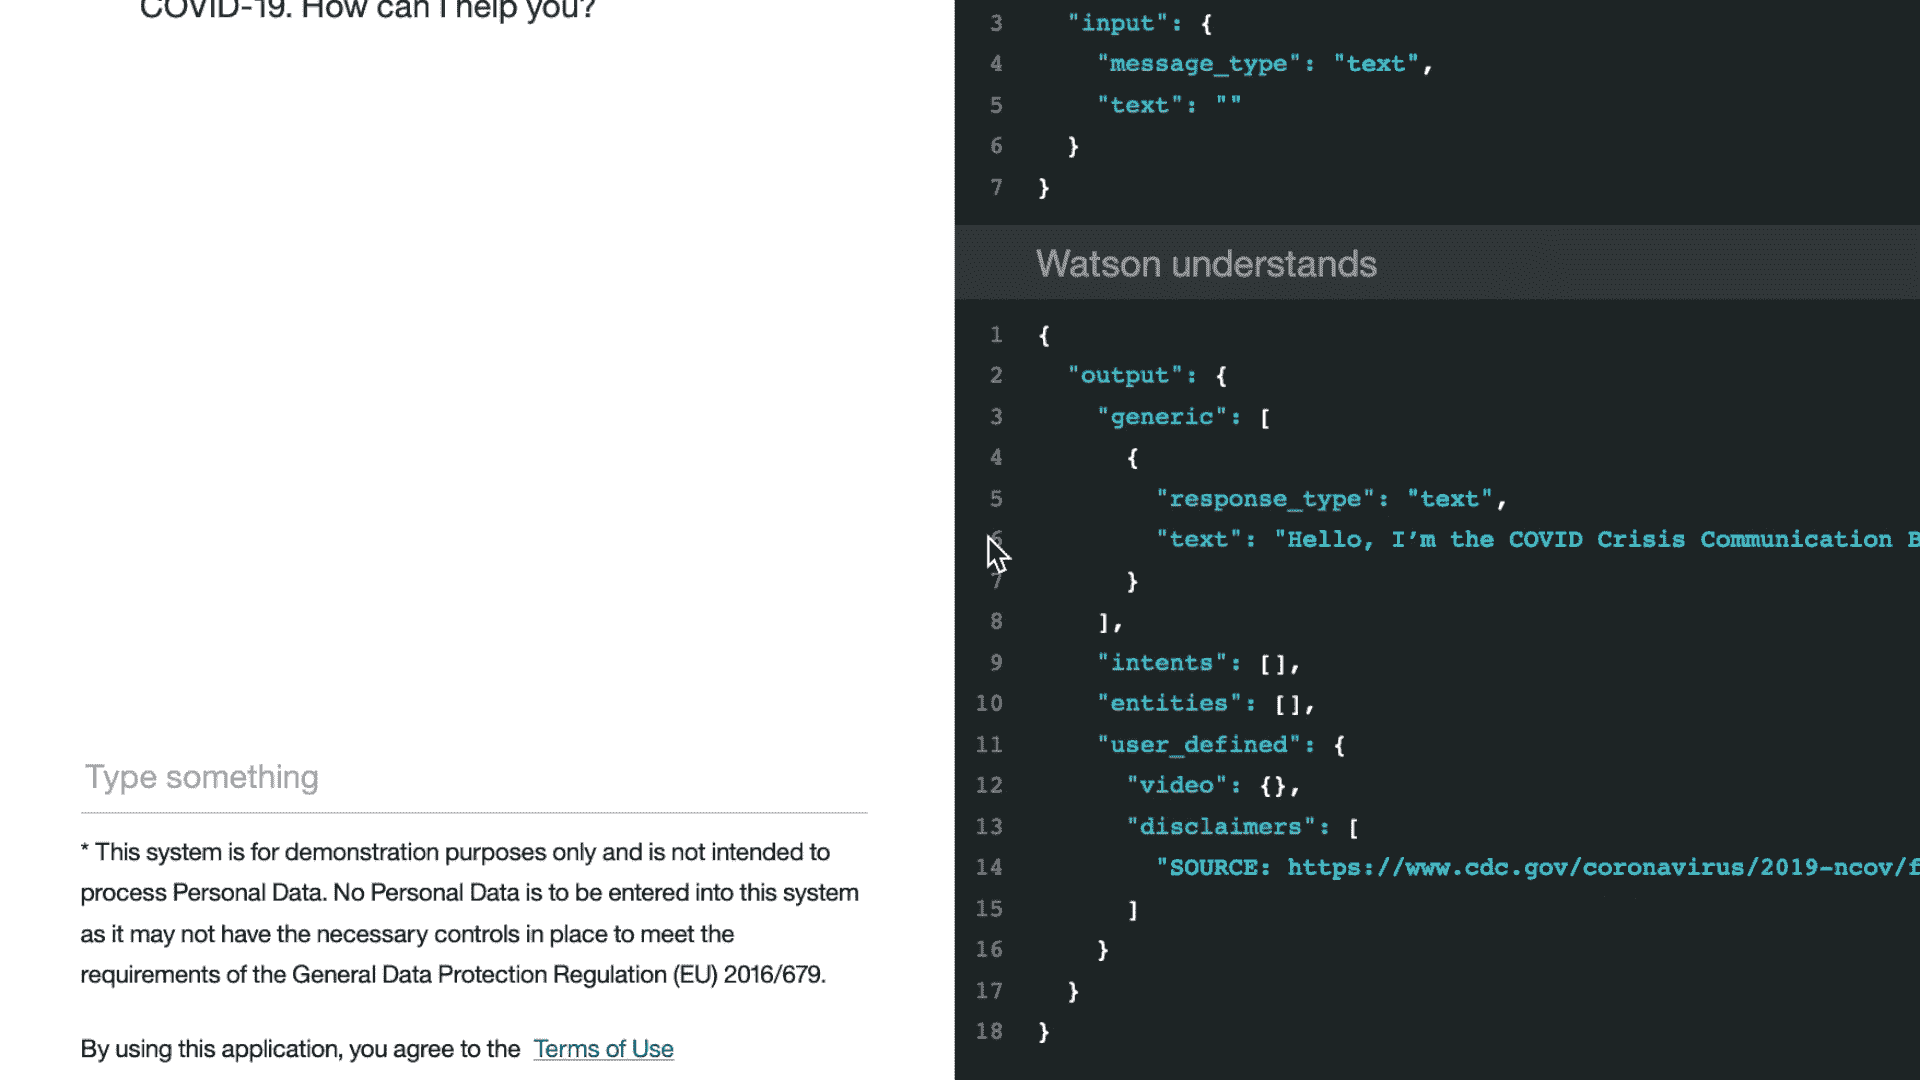 COVID-19. How can I help you?
Type something
* This system is for demonstration purposes only and is not intended to
process Personal Data. No Personal Data is to be entered into this system
as it may not have the necessary controls in place to meet the
requirements of the General Data Protection Regulation (EU) 2016/679.
By using this application, you agree to the Terms of Use
3 "input": {
4 "message_type": "text",
5 "text": ""
6 }
7 }
Watson understands
1 {
2 "output": {
3 "generic": [
4 {
5 "response_type": "text",
6 "text": "Hello, I’m the COVID Crisis Communication B
7 }
8 ],
9 "intents": [],
10 "entities": [],
11 "user_defined": {
12 "video": {},
13 "disclaimers": [
14 "SOURCE: https://www.cdc.gov/coronavirus/2019-ncov/f
15 ]
16 }
17 }
18 }